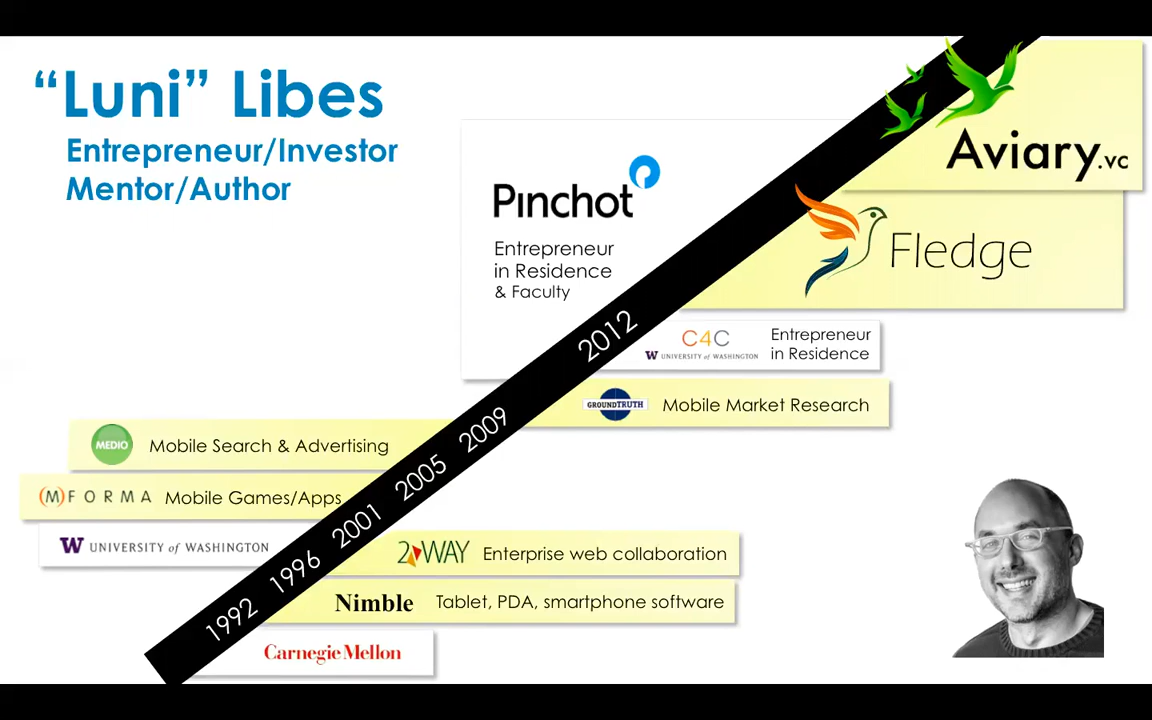 “Luni” Libes
Entrepreneur/Investor
Mentor/Author
Aviary.vc
Pinchot
Entrepreneur
in Residence
& Faculty
Fledge
C4C
UNIVERSITY of WASHINGTON
Entrepreneur
in Residence
GROUNDTRUTH
Mobile Market Research
MEDIO
Mobile Search & Advertising
(M)FORMA
Mobile Games/Apps
W UNIVERSITY of WASHINGTON
2WAY
Enterprise web collaboration
Nimble
Tablet, PDA, smartphone software
Carnegie Mellon
1992 1996 2001 2005 2009 2012